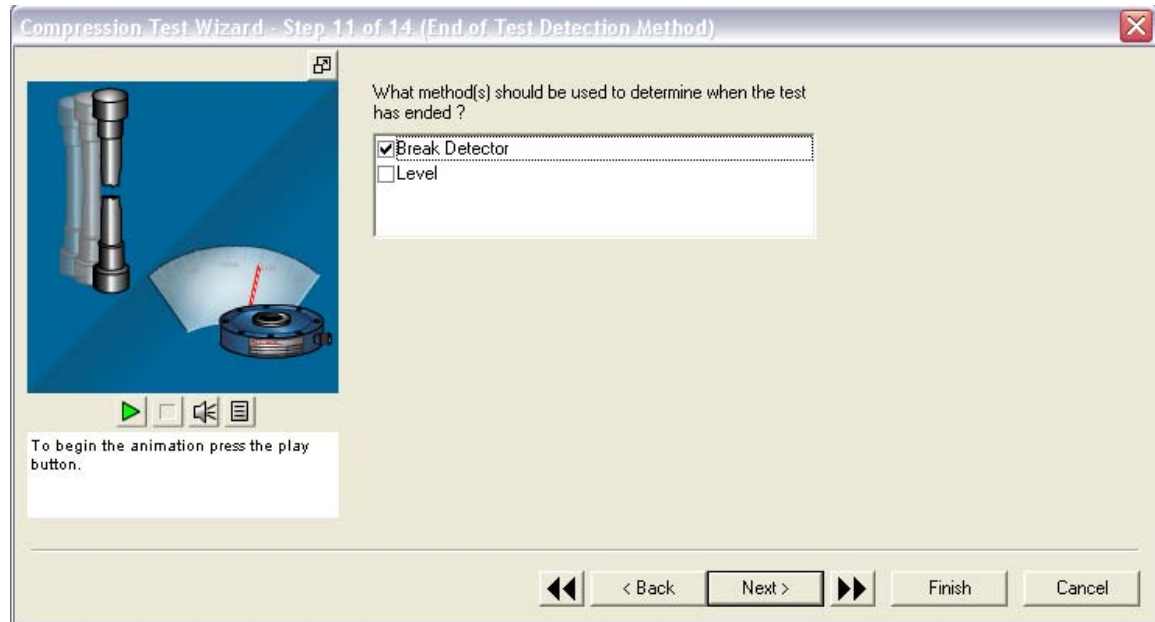 Compression Test Wizard - Step 11 of 14 (End of Test Detection Method)
What method(s) should be used to determine when the test
has ended ?
Break Detector
Level
To begin the animation press the play
button.
< Back
Next >
Finish
Cancel